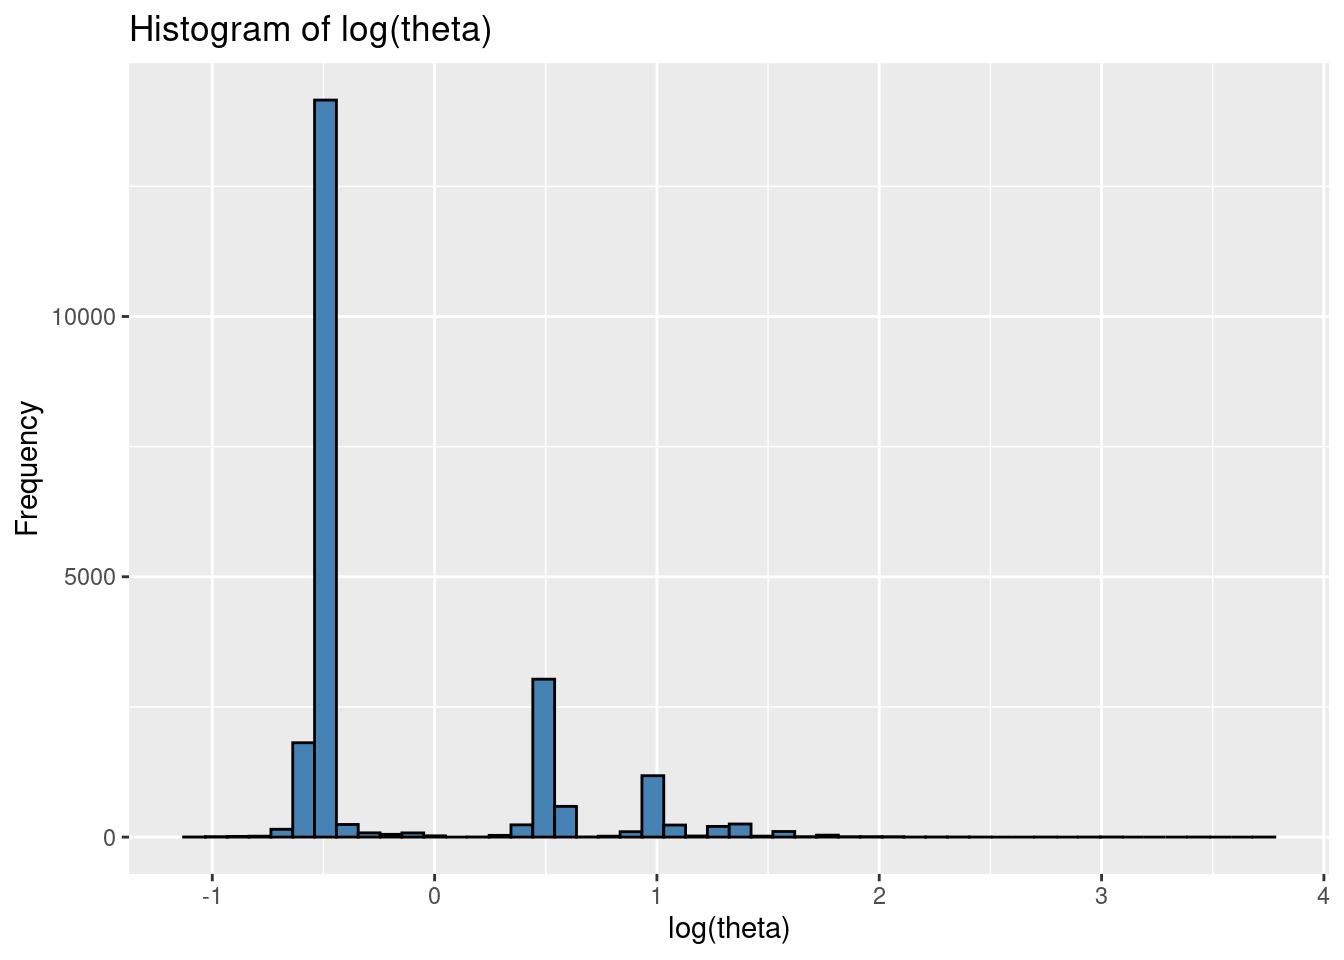 Histogram of log(theta)
10000
5000
0
Frequency
-1 0 1 2 3 4
log(theta)